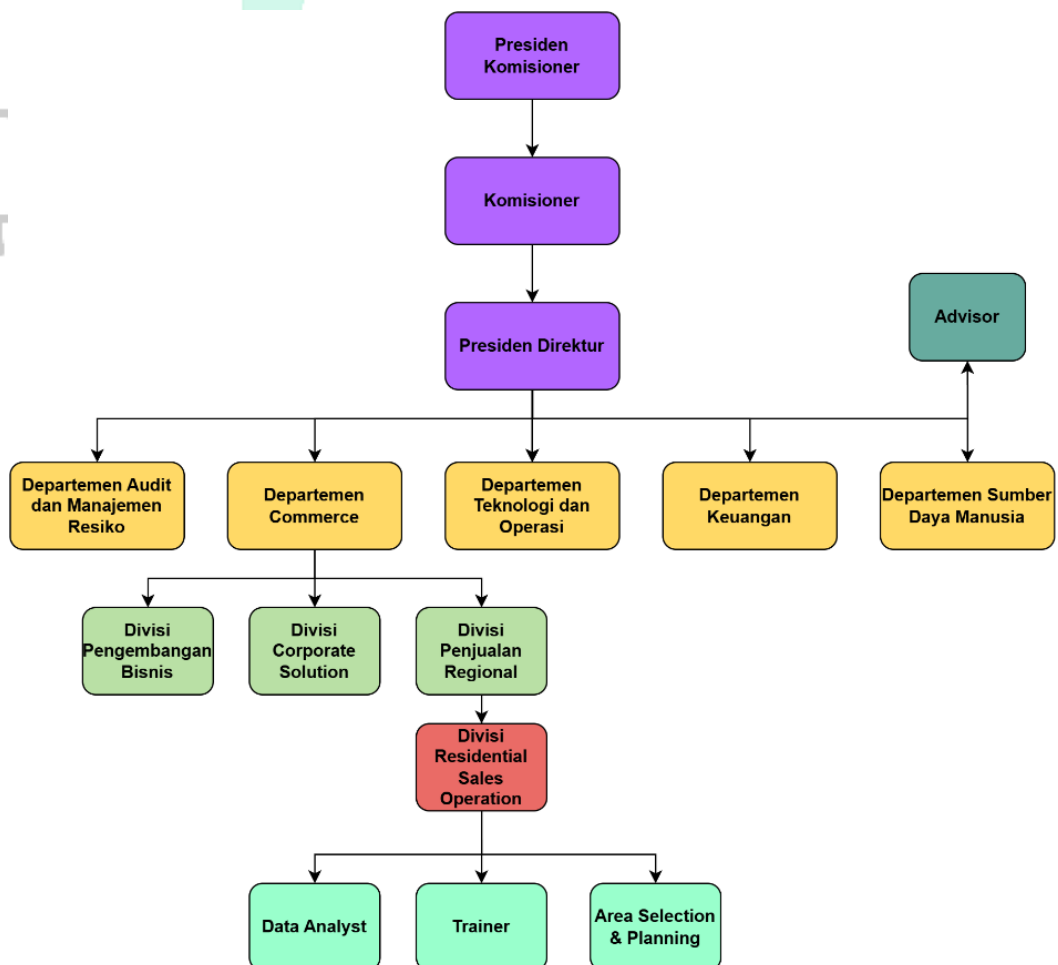 Presiden
Komisioner
Komisioner
Presiden Direktur
Advisor
Departemen Audit
dan Manajemen
Resiko
Departemen
Commerce
Departemen
Teknologi dan
Operasi
Departemen
Keuangan
Departemen Sumber
Daya Manusia
Divisi
Pengembangan
Bisnis
Divisi
Corporate
Solution
Divisi
Penjualan
Regional
Divisi
Residential
Sales
Operation
Data Analyst
Trainer
Area Selection
& Planning